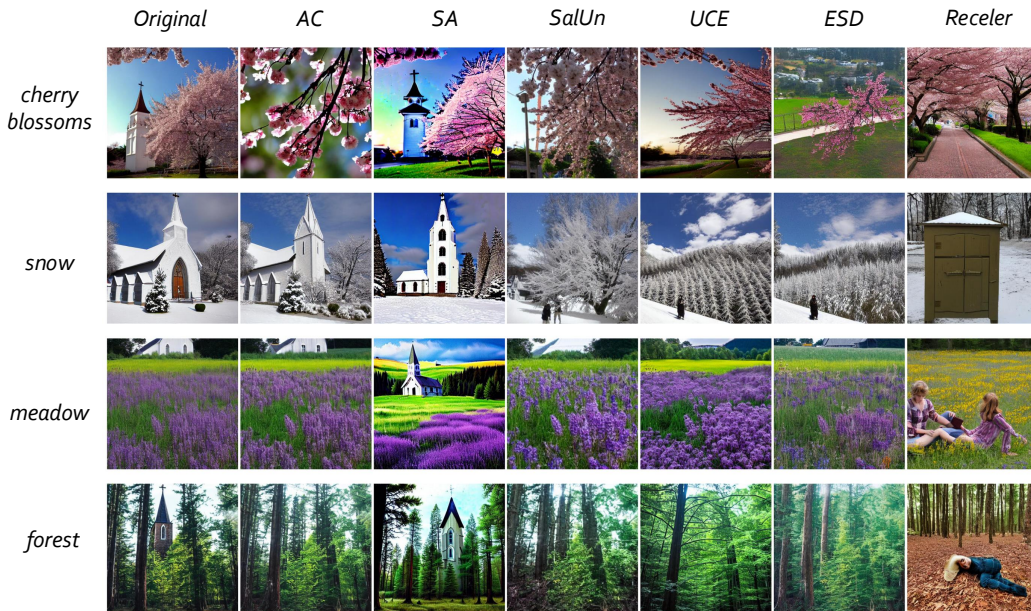 Original AC SA SalUn UCE ESD Receler
cherry
blossoms
snow
meadow
forest